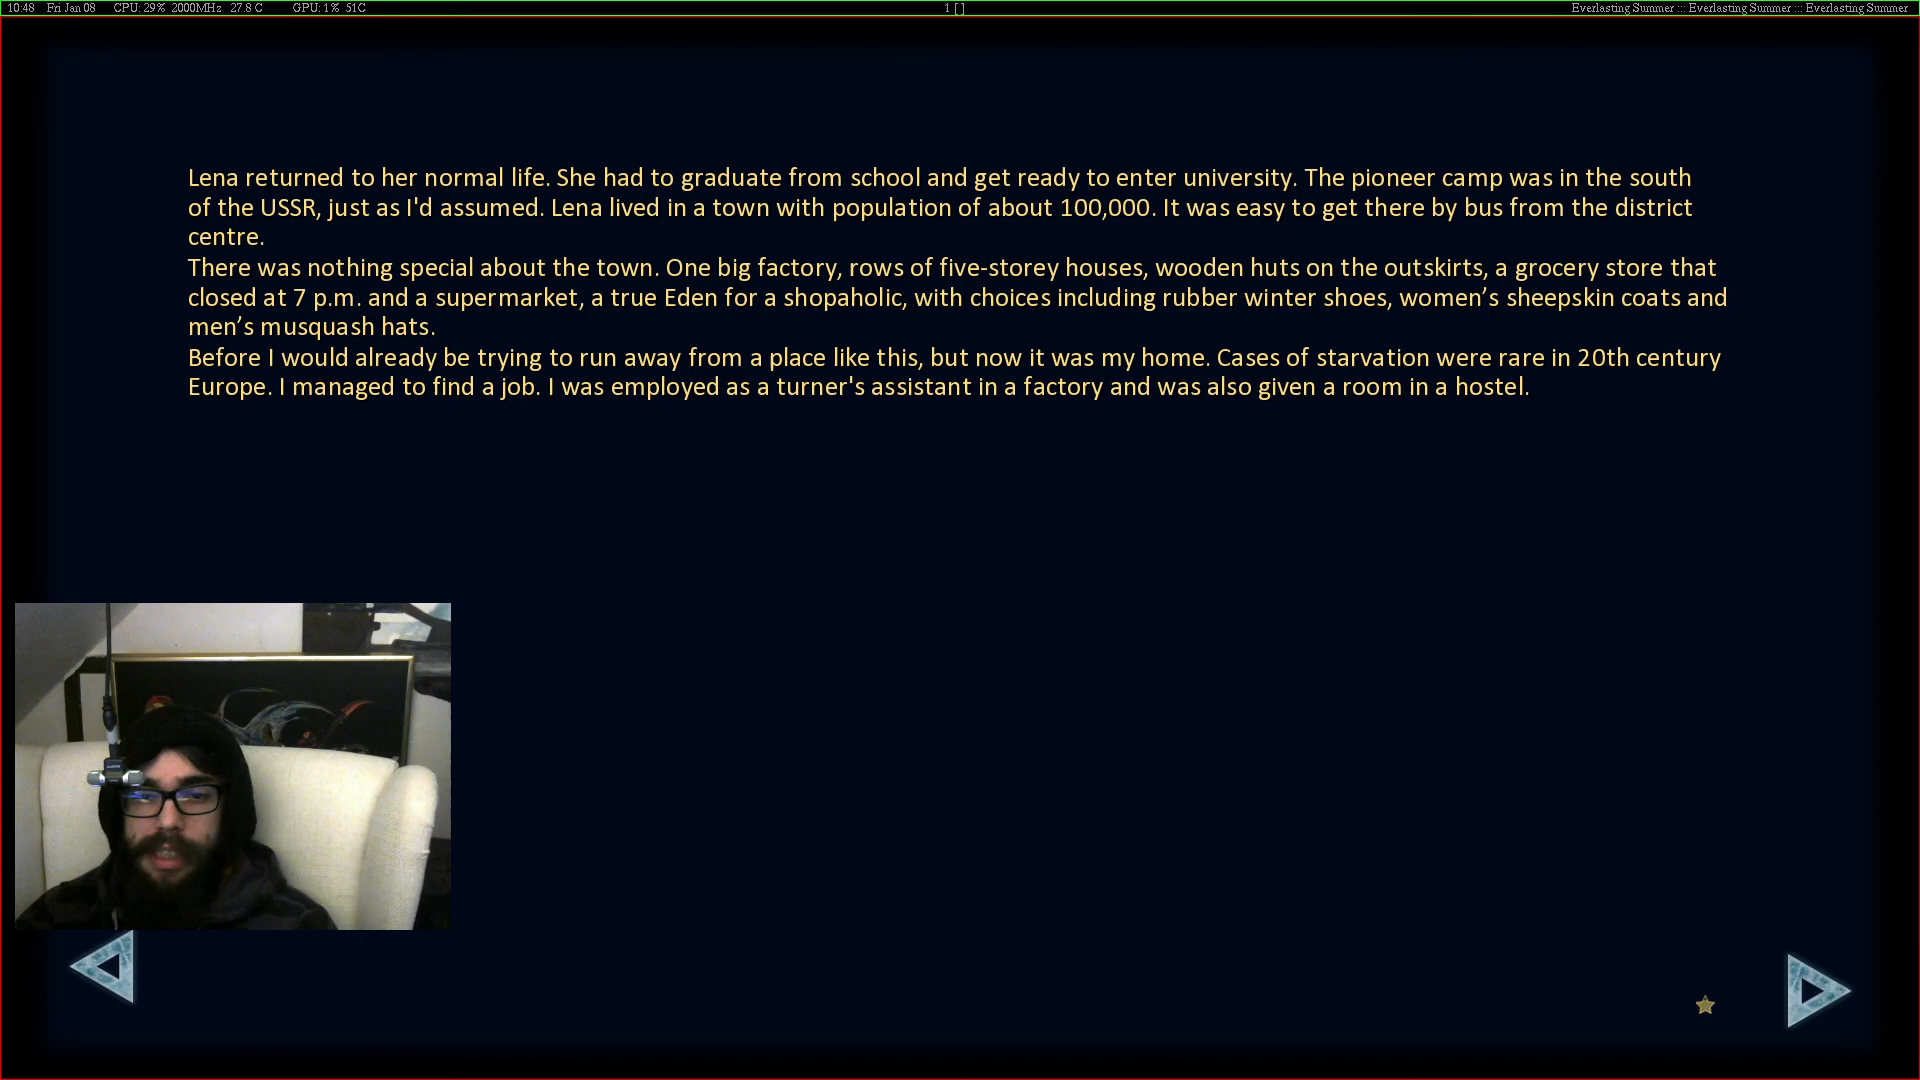 10:48 Fri Jan 08 CPU: 29% 2000MHz 27.8 C GPU: 1% 51C 1 [ ] Everlasting Summer ::: Everlasting Summer ::: Everlasting Summer
Lena returned to her normal life. She had to graduate from school and get ready to enter university. The pioneer camp was in the south
of the USSR, just as I'd assumed. Lena lived in a town with population of about 100,000. It was easy to get there by bus from the district
centre.
There was nothing special about the town. One big factory, rows of five-storey houses, wooden huts on the outskirts, a grocery store that
closed at 7 p.m. and a supermarket, a true Eden for a shopaholic, with choices including rubber winter shoes, women’s sheepskin coats and
men’s musquash hats.
Before I would already be trying to run away from a place like this, but now it was my home. Cases of starvation were rare in 20th century
Europe. I managed to find a job. I was employed as a turner's assistant in a factory and was also given a room in a hostel.